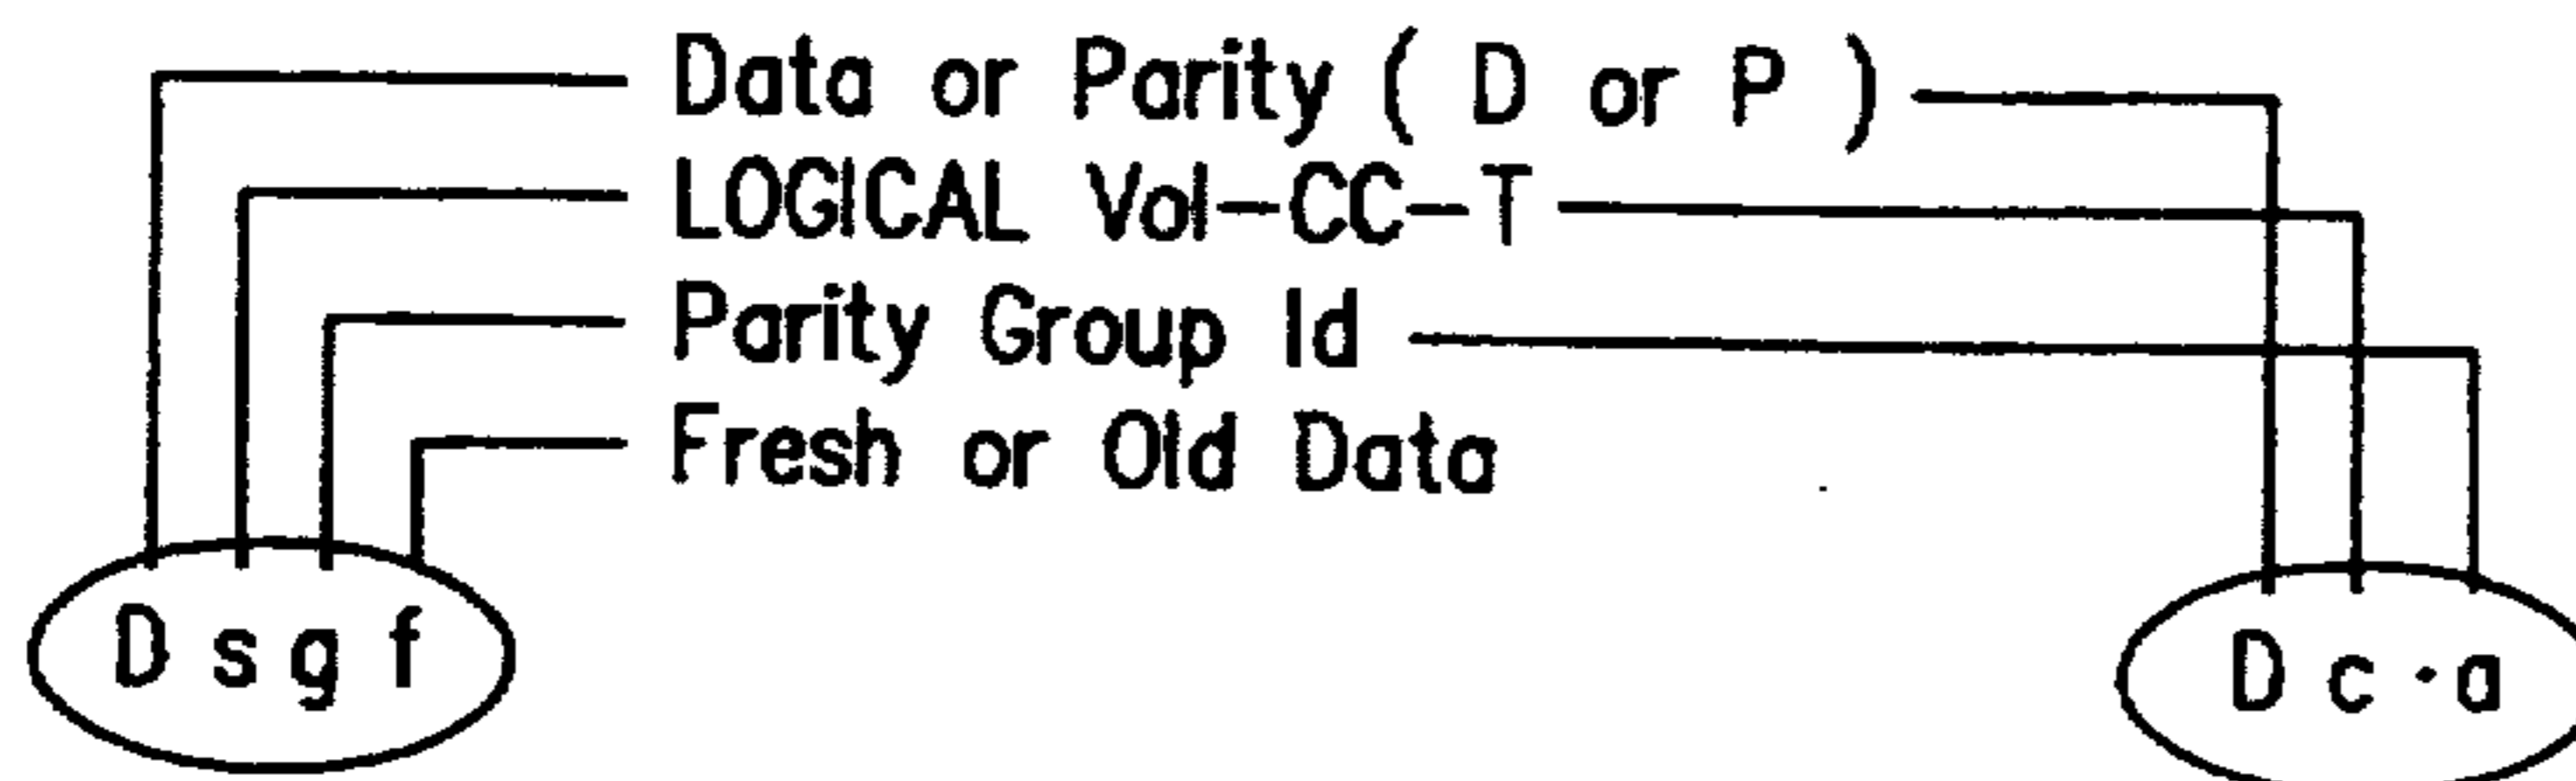 Data or Parity ( D or P )
LOGICAL Vol-CC-T
Parity Group Id
Fresh or Old Data
D s g f
D c · a